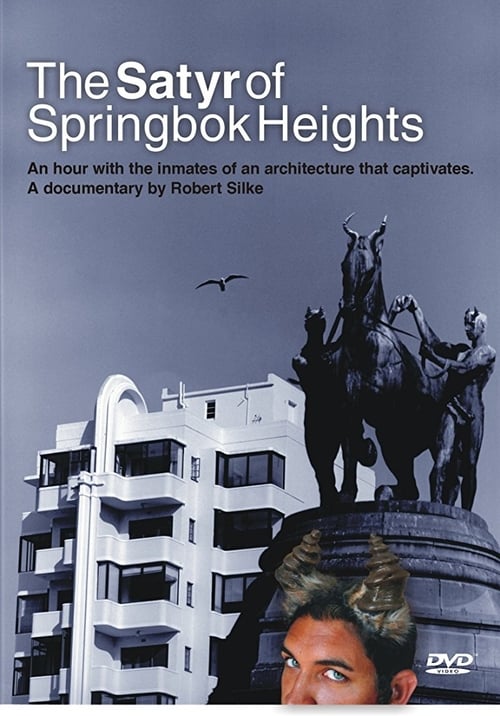 The Satyr of
Springbok Heights
An hour with the inmates of an architecture that captivates.
A documentary by Robert Silke
DVD
VIDEO